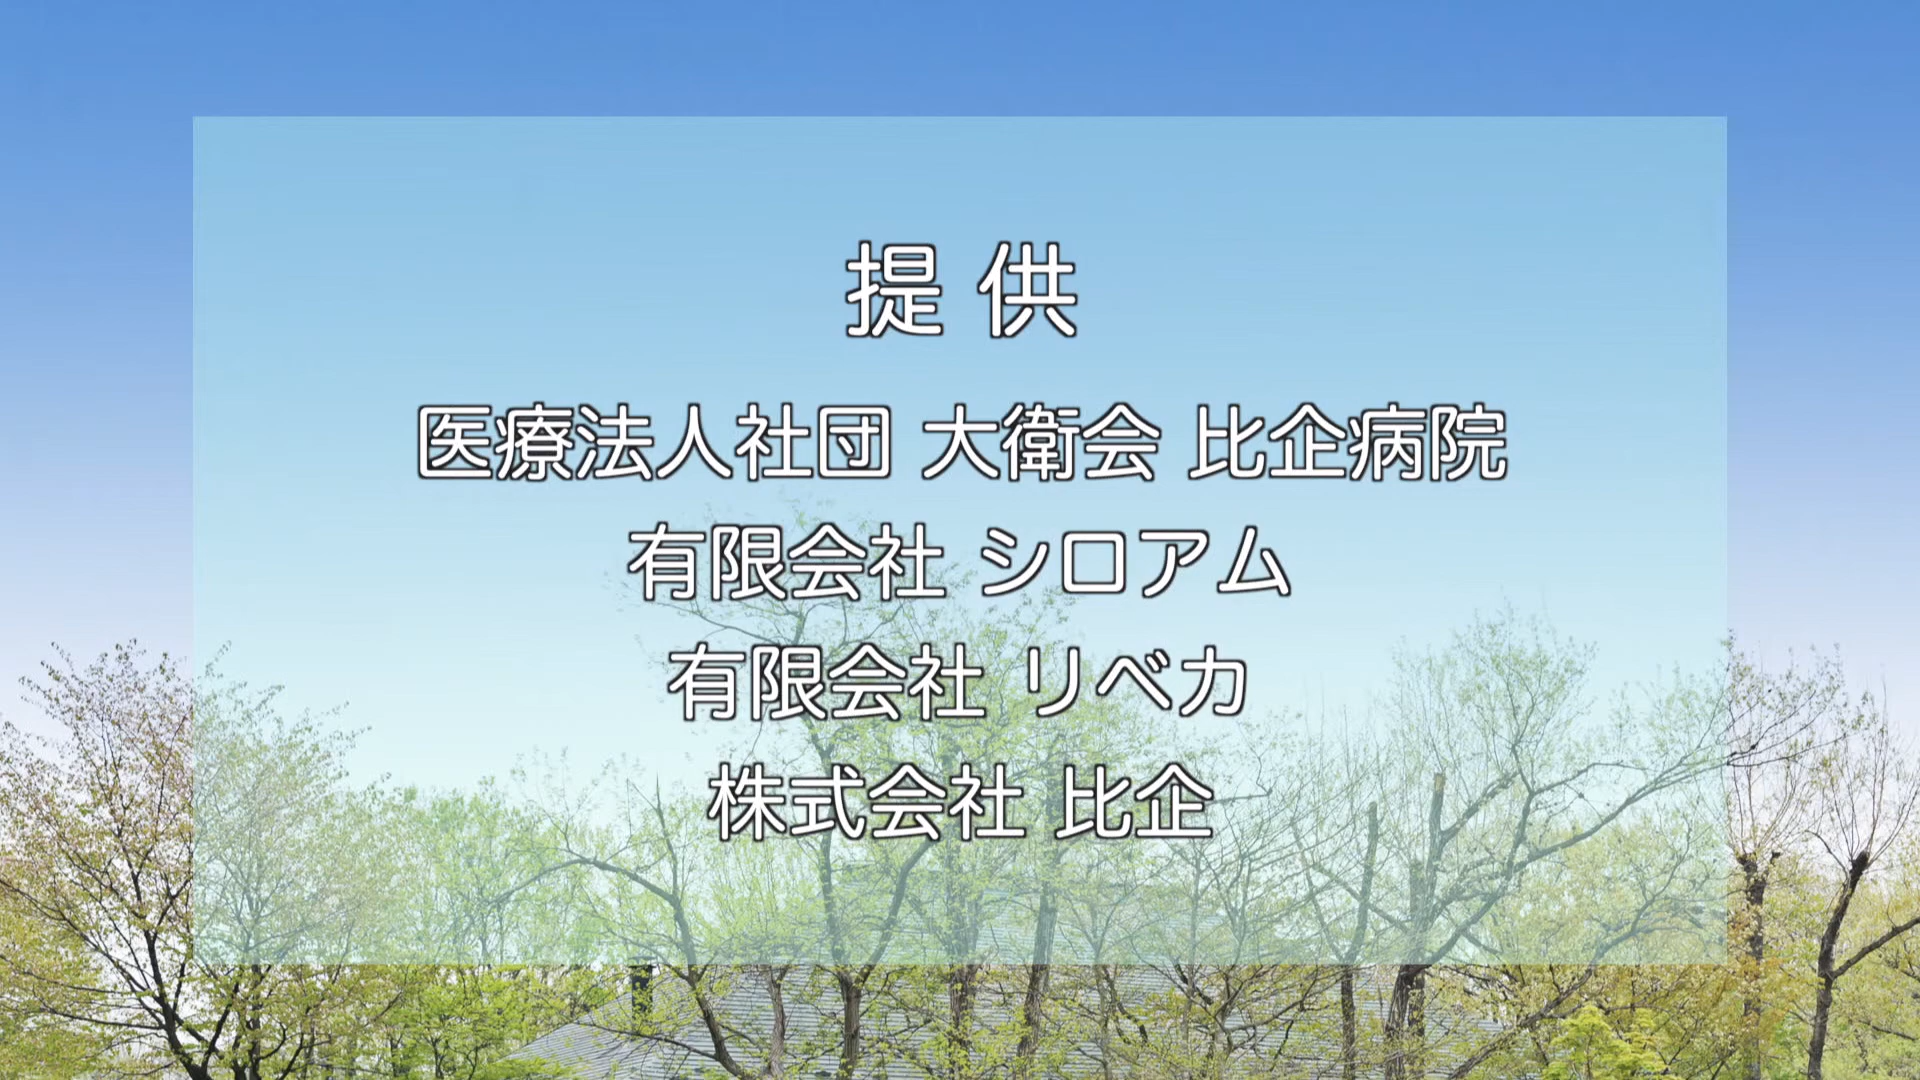 提供
医療法人社団 大衛会 比企病院
有限会社 シロアム
有限会社 リベカ
株式会社 比企